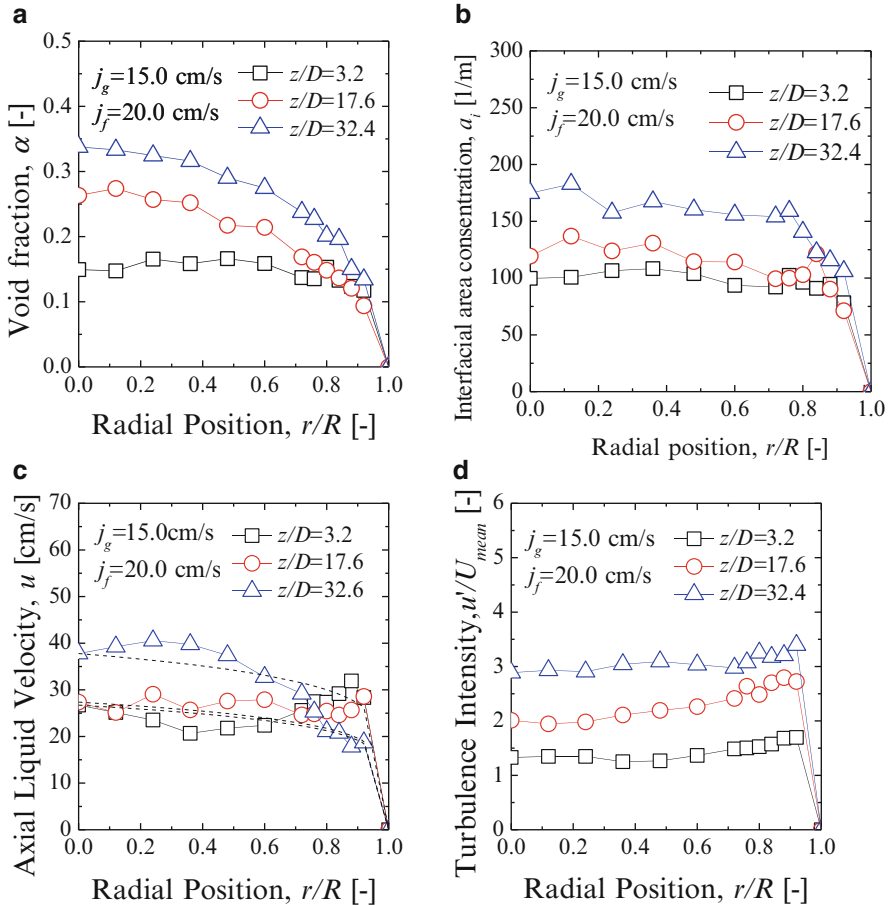 a
Void fraction, α [-]
0.5
0.4
0.3
0.2
0.1
0.0
j_g=15.0 cm/s
j_f=20.0 cm/s
z/D=3.2
z/D=17.6
z/D=32.4
0.0 0.2 0.4 0.6 0.8 1.0
Radial Position, r/R [-]
b
Interfacial area consentration, a_i [1/m]
300
250
200
150
100
50
0
j_g=15.0 cm/s
j_f=20.0 cm/s
z/D=3.2
z/D=17.6
z/D=32.4
0.0 0.2 0.4 0.6 0.8 1.0
Radial position, r/R [-]
c
Axial Liquid Velocity, u [cm/s]
70
60
50
40
30
20
10
0
j_g=15.0cm/s
j_f=20.0 cm/s
z/D=3.2
z/D=17.6
z/D=32.6
0.0 0.2 0.4 0.6 0.8 1.0
Radial Position, r/R [-]
d
Turbulence Intensity,u'/U_mean [-]
6
5
4
3
2
1
0
j_g=15.0 cm/s
j_f=20.0 cm/s
z/D=3.2
z/D=17.6
z/D=32.4
0.0 0.2 0.4 0.6 0.8 1.0
Radial Position, r/R [-]